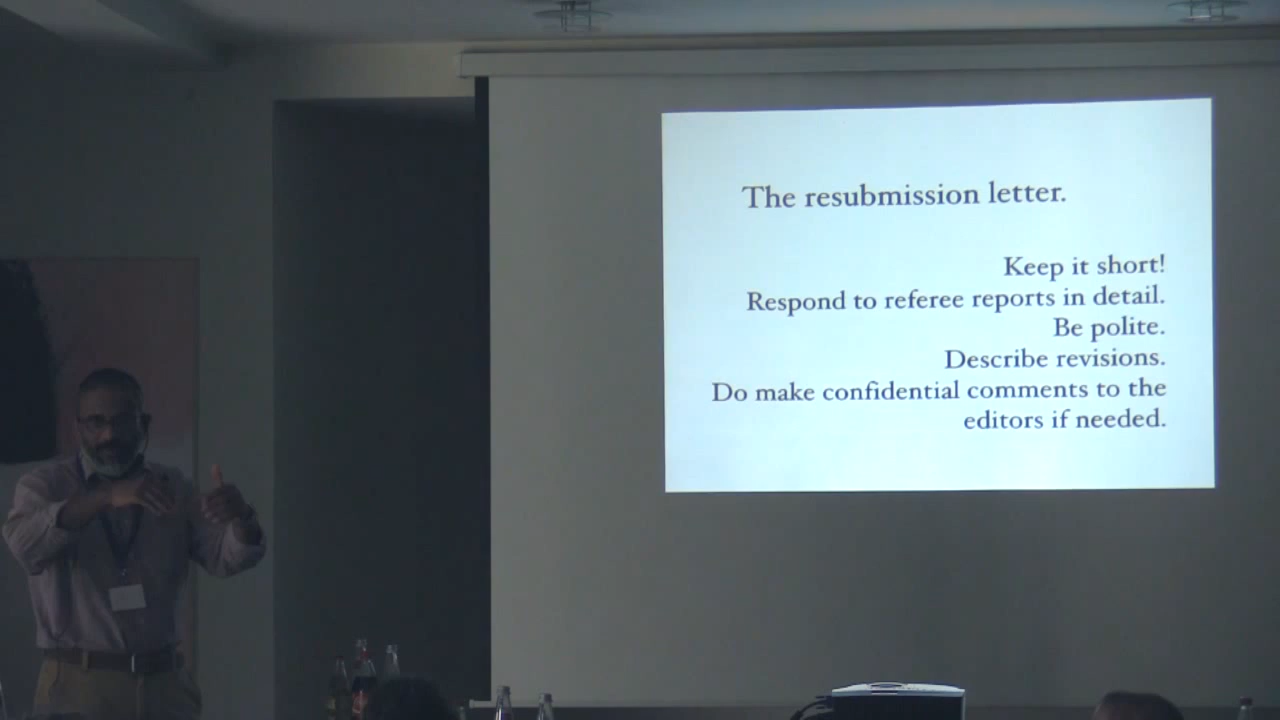 The resubmission letter.
Keep it short!
Respond to referee reports in detail.
Be polite.
Describe revisions.
Do make confidential comments to the
editors if needed.